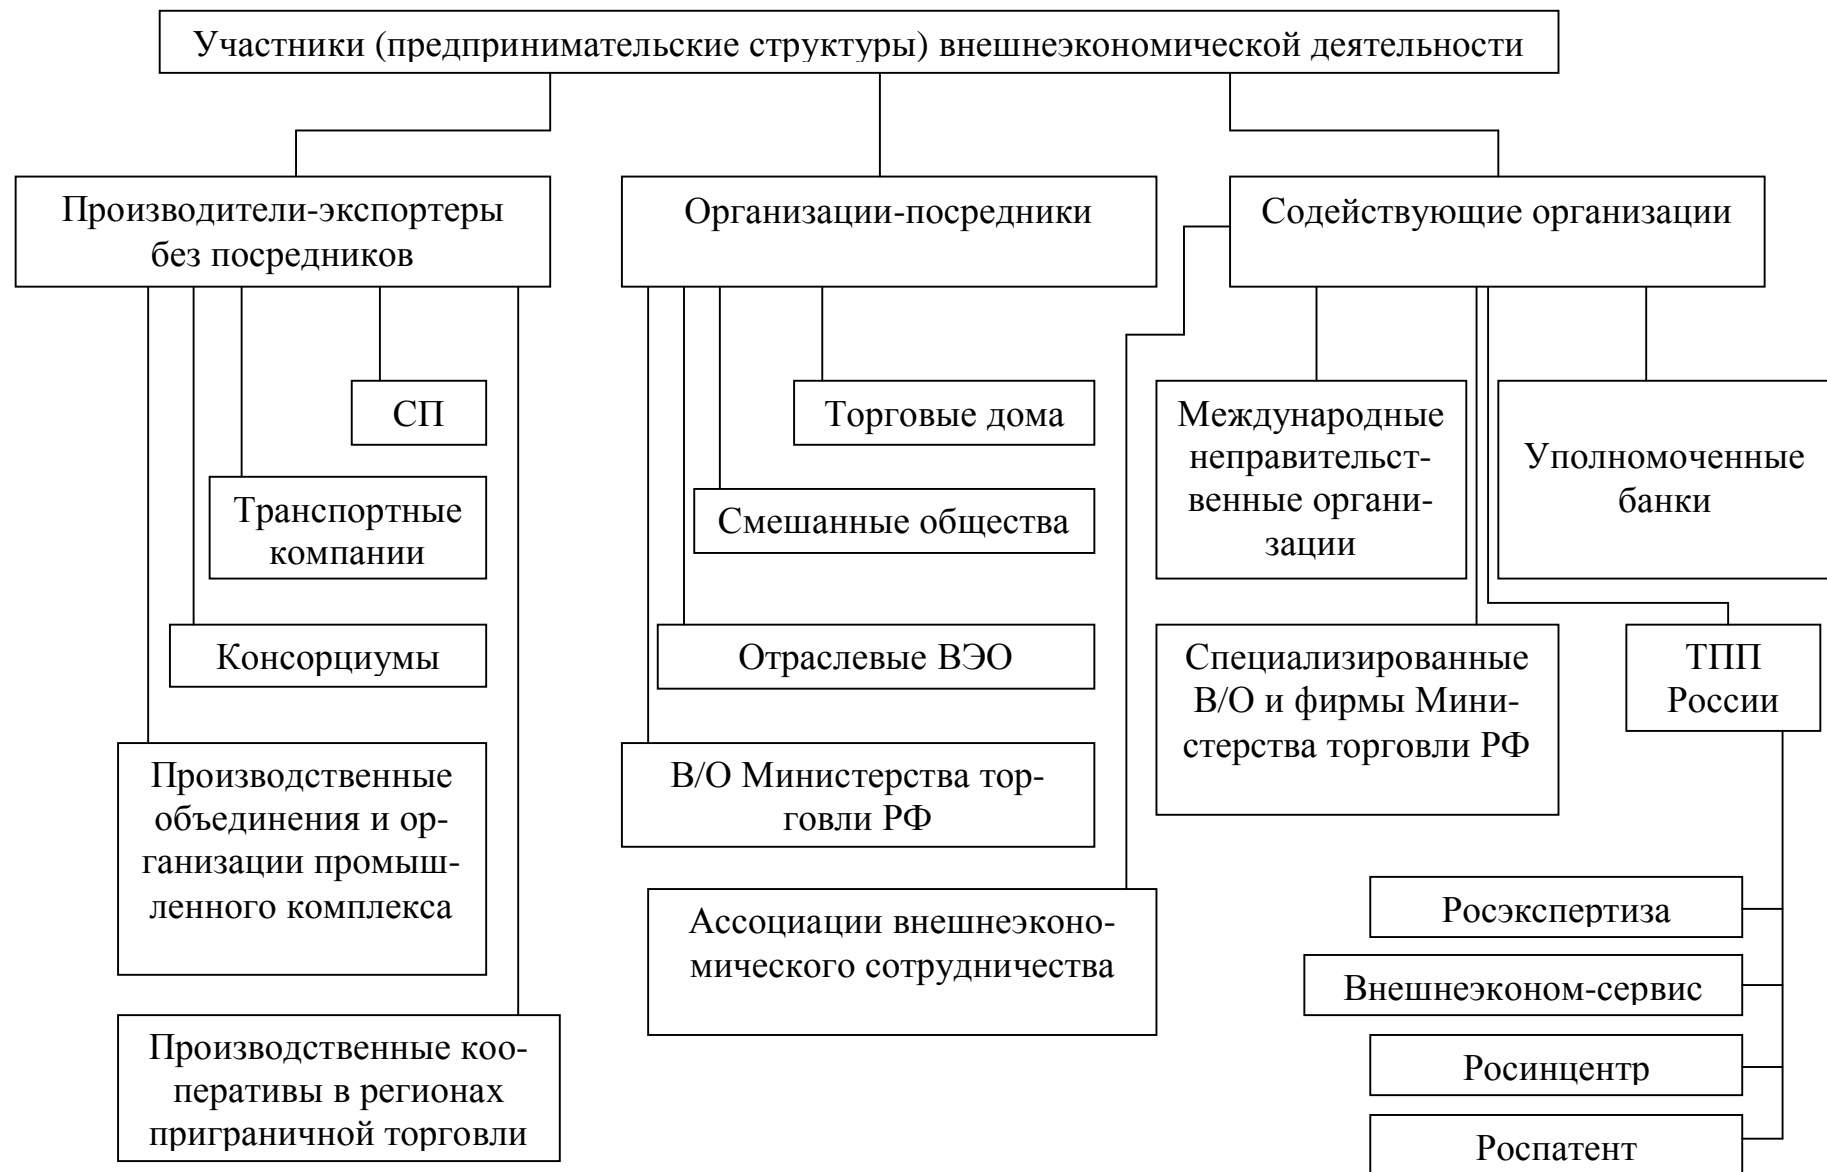 Участники (предпринимательские структуры) внешнеэкономической деятельности
Производители-экспортеры
без посредников
Организации-посредники
Содействующие организации
СП
Торговые дома
Международные
неправительст-
венные органи-
зации
Уполномоченные
банки
Транспортные
компании
Смешанные общества
Консорциумы
Отраслевые ВЭО
Специализированные
В/О и фирмы Мини-
стерства торговли РФ
ТПП
России
Производственные
объединения и ор-
ганизации промыш-
ленного комплекса
В/О Министерства тор-
говли РФ
Ассоциации внешнеэконо-
мического сотрудничества
Росэкспертиза
Внешнеэконом-сервис
Производственные коо-
перативы в регионах
приграничной торговли
Росинцентр
Роспатент